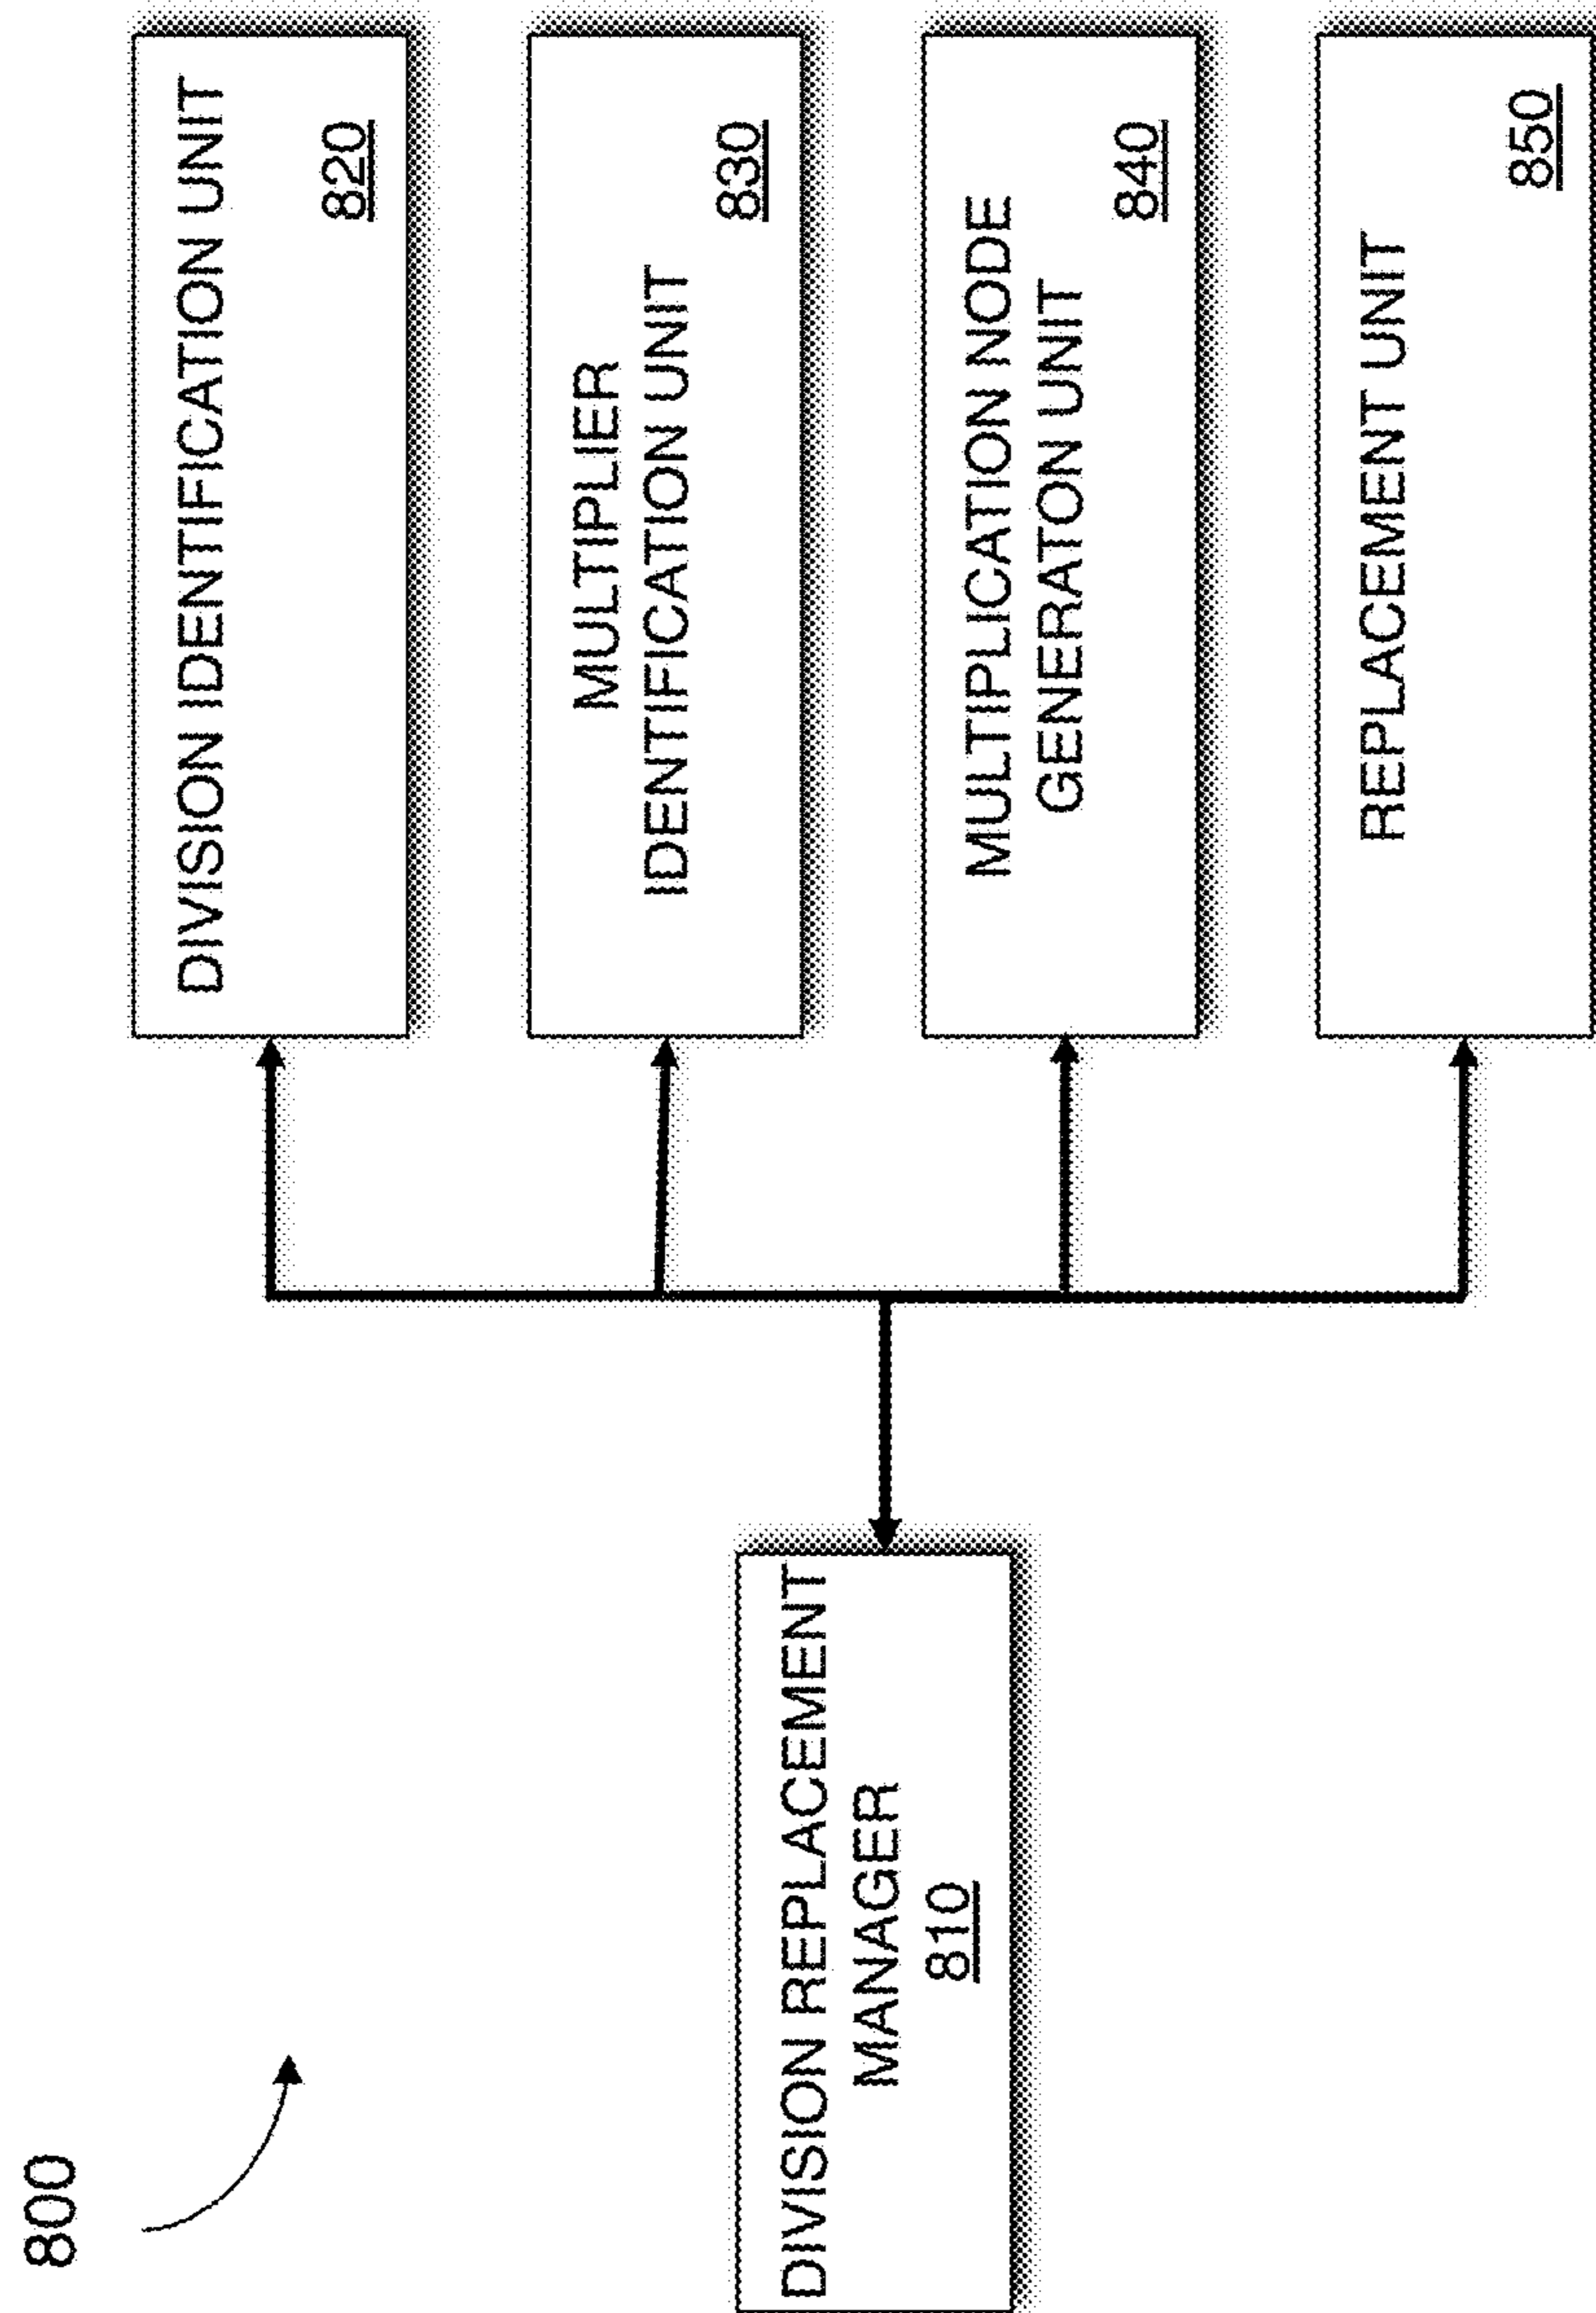 800
DIVISION REPLACEMENT
MANAGER
810
DIVISION IDENTIFICATION UNIT
820
MULTIPLIER
IDENTIFICATION UNIT
830
MULTIPLICATION NODE
GENERATON UNIT
840
REPLACEMENT UNIT
850